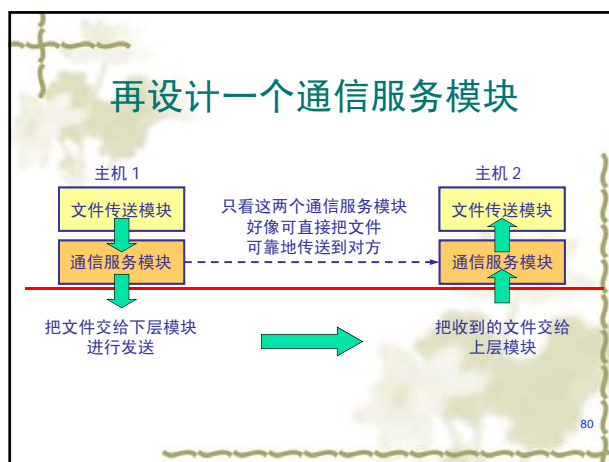 再设计一个通信服务模块
主机 1
主机 2
文件传送模块
只看这两个通信服务模块
好像可直接把文件
可靠地传送到对方
文件传送模块
通信服务模块
通信服务模块
把文件交给下层模块
进行发送
把收到的文件交给
上层模块
80